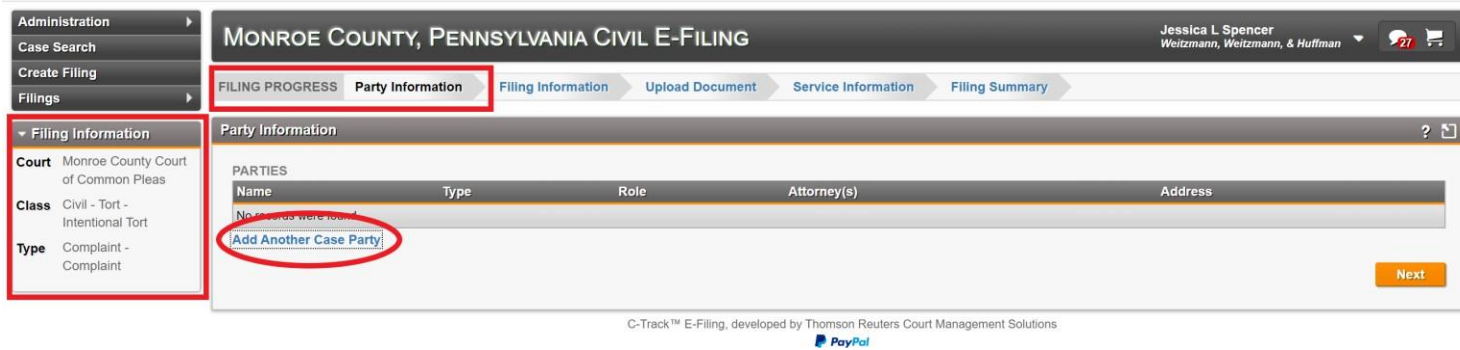 Administration
Case Search
Create Filing
Filings
MONROE COUNTY, PENNSYLVANIA CIVIL E-FILING
Jessica L Spencer
Weitzmann, Weitzmann, & Huffman
27
FILING PROGRESS Party Information Filing Information Upload Document Service Information Filing Summary
Filing Information
Court Monroe County Court
of Common Pleas
Class Civil - Tort -
Intentional Tort
Type Complaint -
Complaint
Party Information ?
PARTIES
Name Type Role Attorney(s) Address
No records were found
Add Another Case Party
Next
C-Track™ E-Filing, developed by Thomson Reuters Court Management Solutions
PayPal